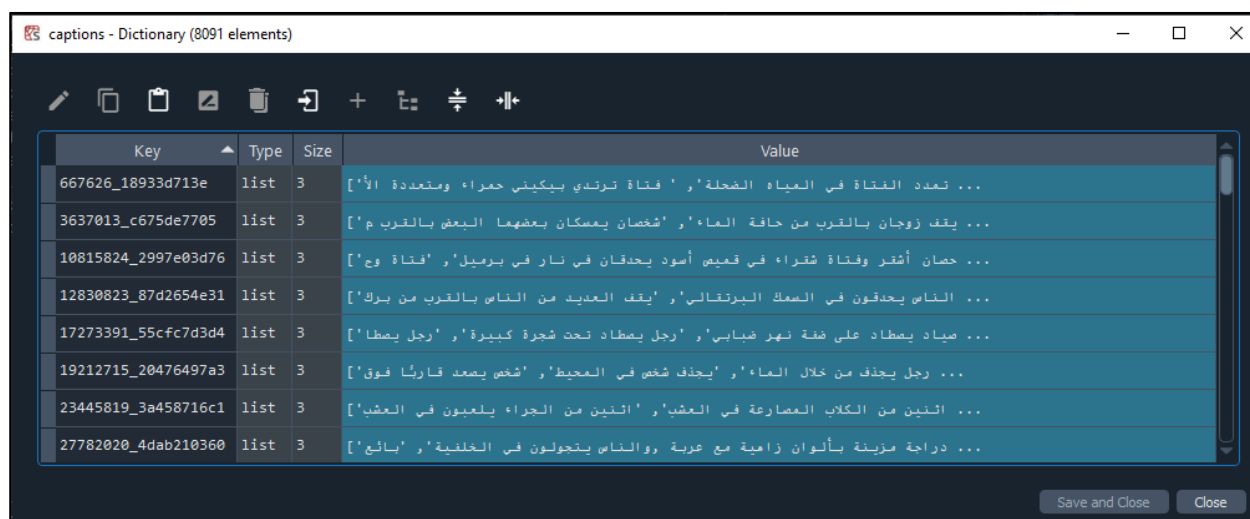 captions - Dictionary (8091 elements)
Key Type Size Value
667626_18933d713e list 3 ['تمدد الفتاة في المياه الضحلة', ' فتاة ترتدي بيكيني حمراء ومتعددة الأ ...
3637013_c675de7705 list 3 ['يقف زوجان بالقرب من حافة الماء', 'شخصان يمسكان بعضهما البعض بالقرب م ...
10815824_2997e03d76 list 3 ['حصان أشقر وفتاة شقراء في قميص أسود يحدقان في نار في برميل', 'فتاة وح ...
12830823_87d2654e31 list 3 ['الناس يحدقون في السمك البرتقالي', 'يقف العديد من الناس بالقرب من برك ...
17273391_55cfc7d3d4 list 3 ['صياد يصطاد على ضفة نهر ضبابي', 'رجل يصطاد تحت شجرة كبيرة', 'رجل يصطا ...
19212715_20476497a3 list 3 ['رجل يجذف من خلال الماء', 'يجذف شخص في المحيط', 'شخص يصعد قاربًا فوق ...
23445819_3a458716c1 list 3 ['اثنين من الكلاب المصارعة في العشب', 'اثنين من الجراء يلعبون في العشب ...
27782020_4dab210360 list 3 ['دراجة مزينة بألوان زاهية مع عربة ,والناس يتجولون في الخلفية', 'بائع ...
Save and Close Close